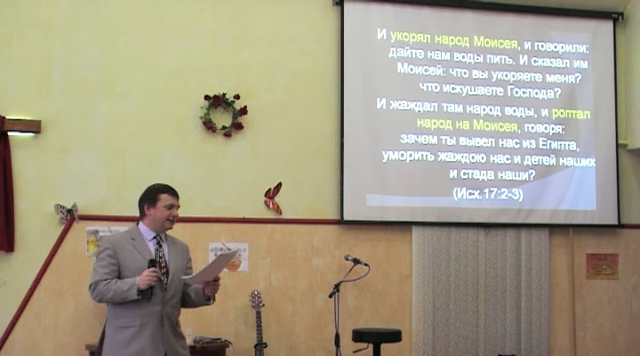 И укорял народ Моисея, и говорили:
дайте нам воды пить. И сказал им
Моисей: что вы укоряете меня?
что искушаете Господа?
И жаждал там народ воды, и роптал
народ на Моисея, говоря:
зачем ты вывел нас из Египта,
уморить жаждою нас и детей наших
и стада наши?
(Исх.17:2-3)